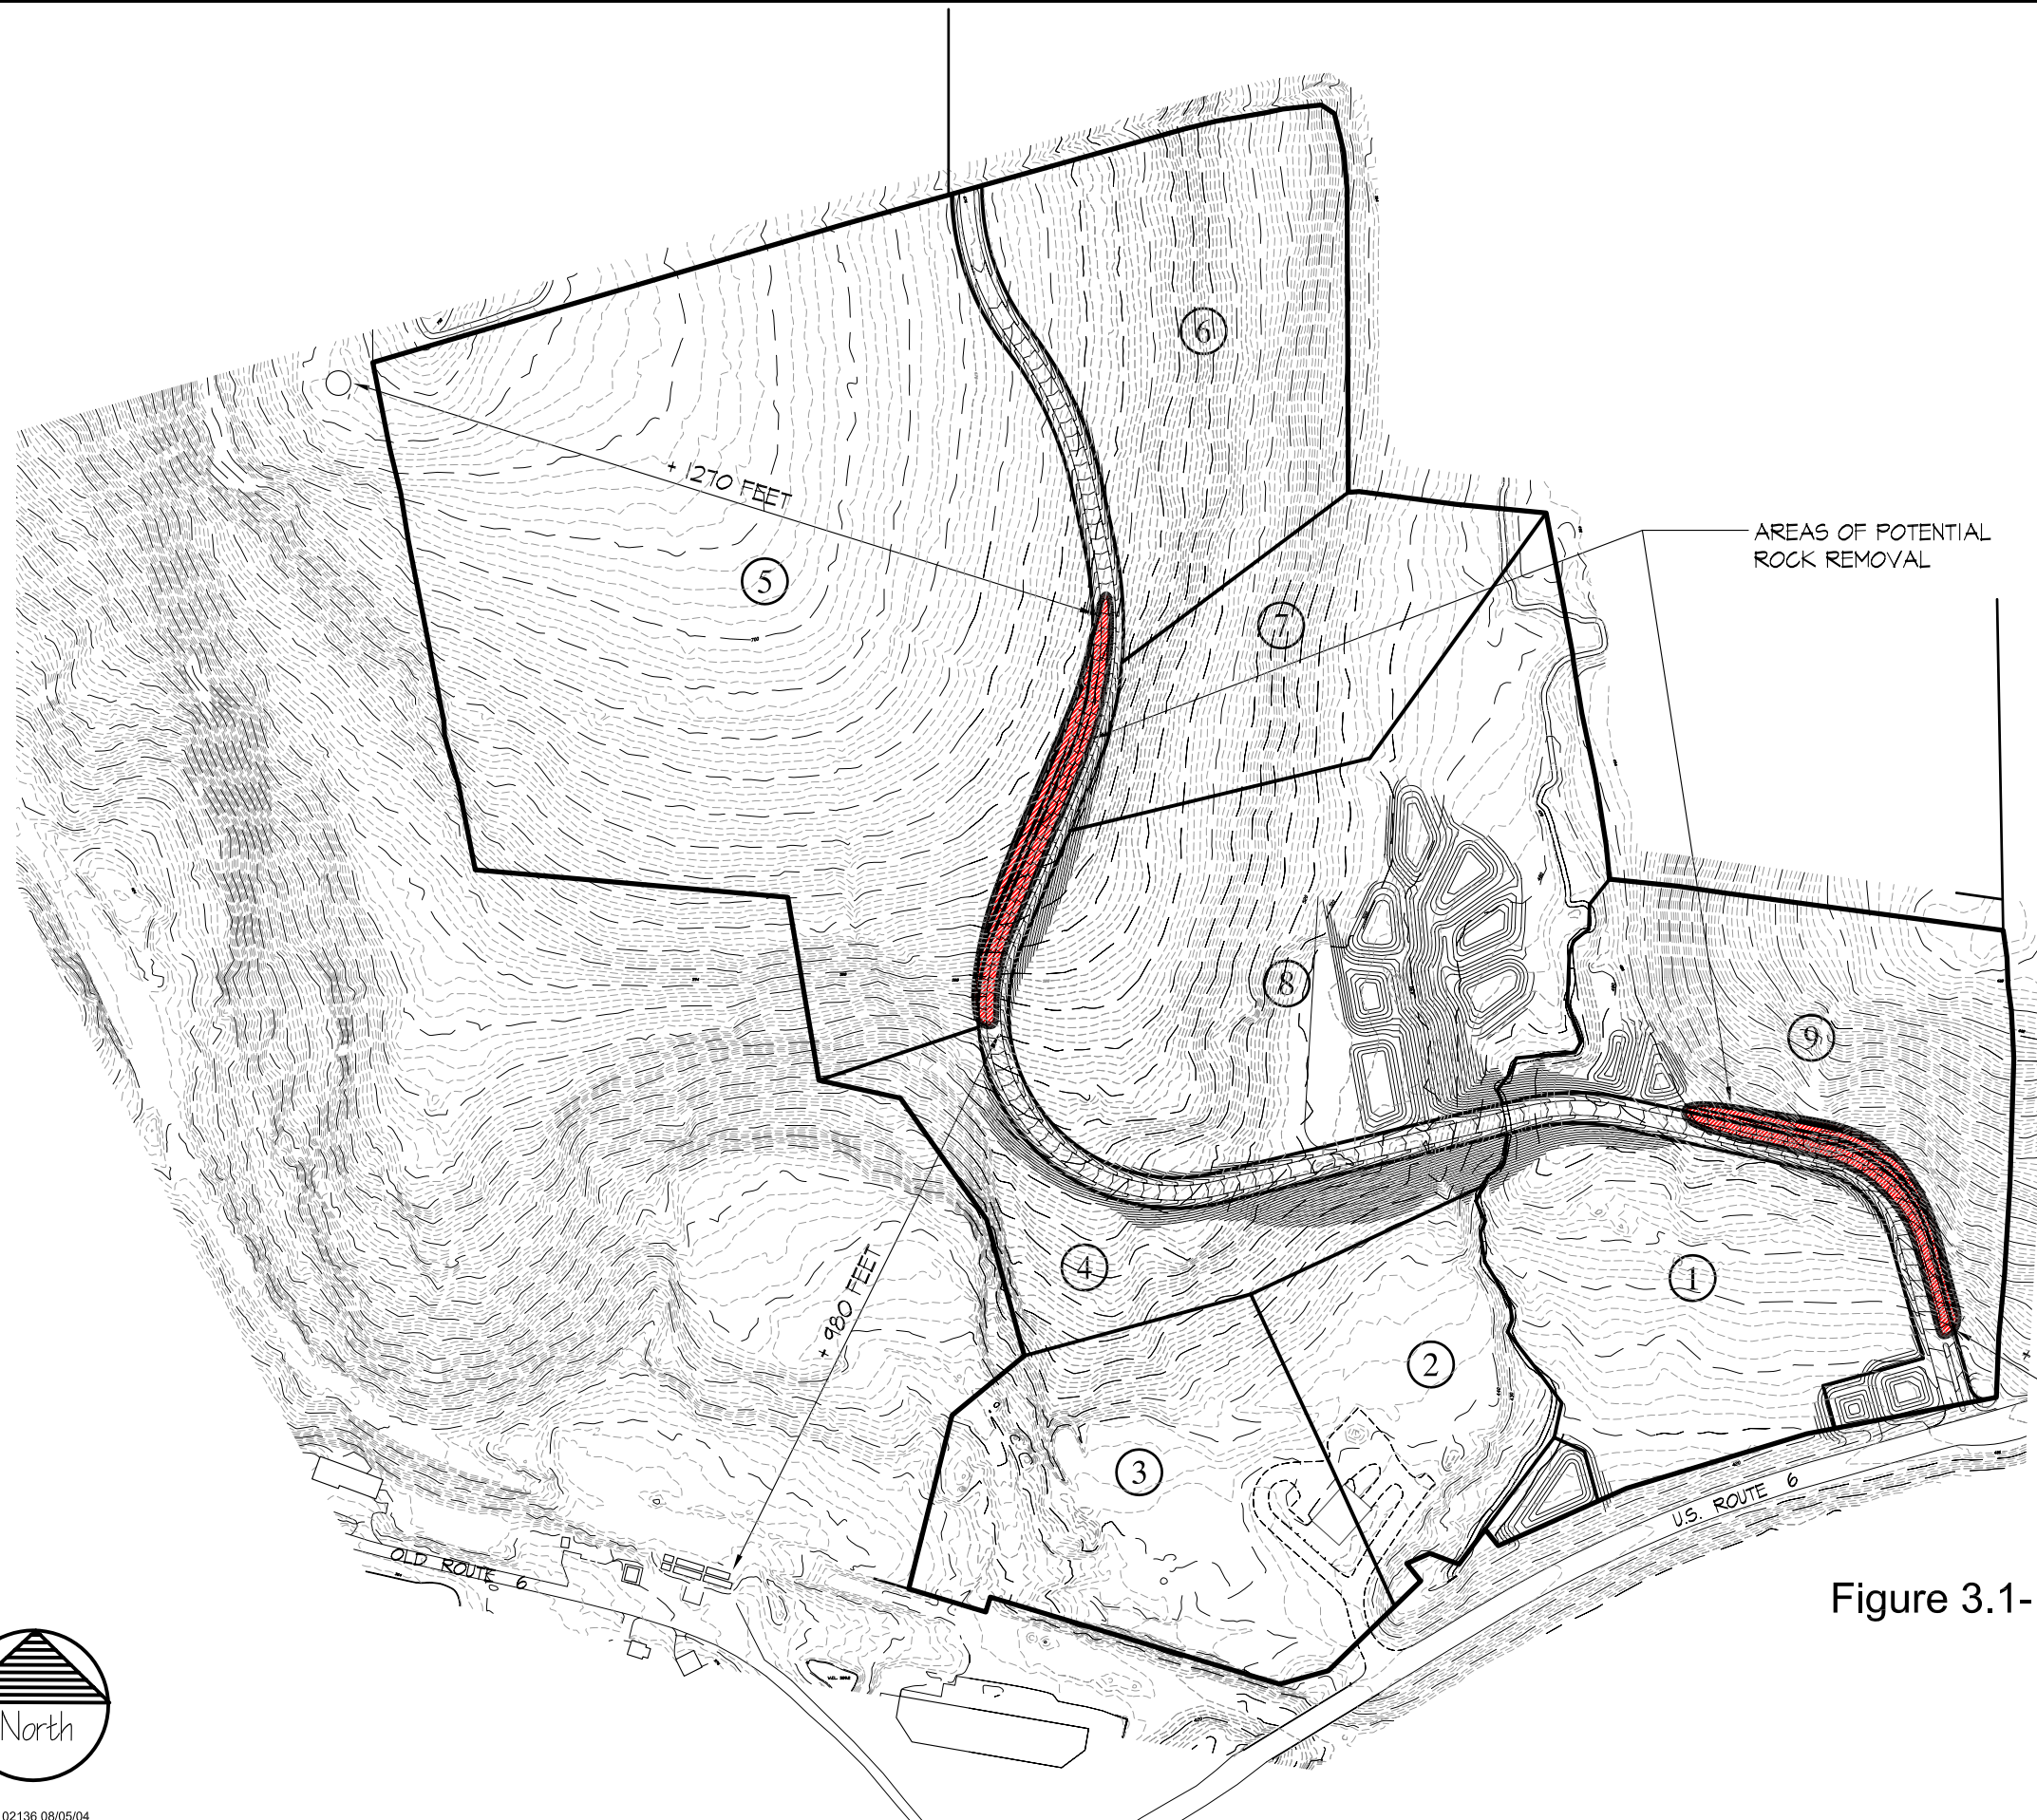 6
+ 1270 FEET
AREAS OF POTENTIAL
ROCK REMOVAL
5
7
8
9
4
1
+ 980 FEET
2
3
U.S. ROUTE 6
OLD ROUTE 6
Figure 3.1-
North
02136 08/05/04